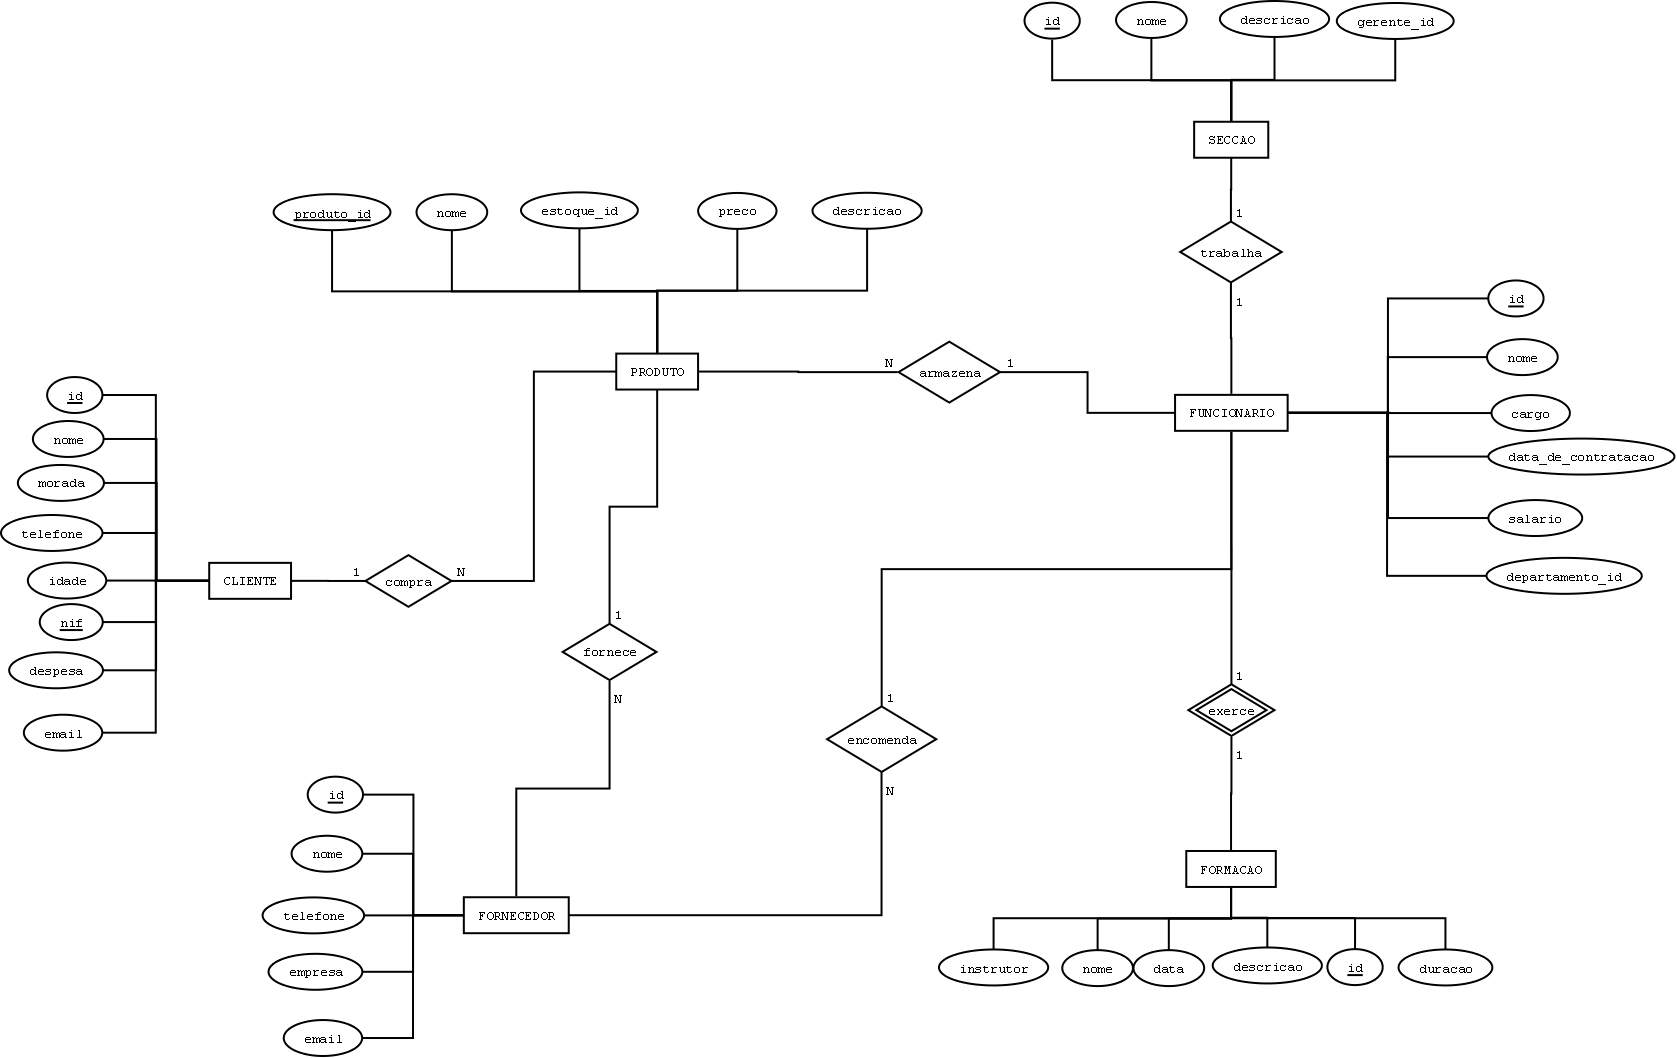 id
nome
descricao
gerente_id
SECCAO
produto_id
nome
estoque_id
preco
descricao
1
trabalha
1
id
nome
PRODUTO
N
armazena
1
FUNCIONARIO
cargo
data_de_contratacao
salario
departamento_id
id
nome
morada
telefone
idade
nif
despesa
email
CLIENTE
1
compra
N
1
fornece
N
1
encomenda
N
1
exerce
1
id
nome
telefone
empresa
email
FORNECEDOR
FORMACAO
instrutor
nome
data
descricao
id
duracao